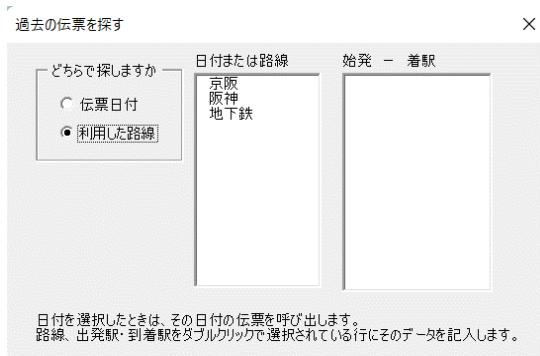 過去の伝票を探す
どちらで探しますか
伝票日付
利用した路線
日付または路線
京阪
阪神
地下鉄
始発 － 着駅
日付を選択したときは、その日付の伝票を呼び出します。
路線、出発駅・到着駅をダブルクリックで選択されている行にそのデータを記入します。